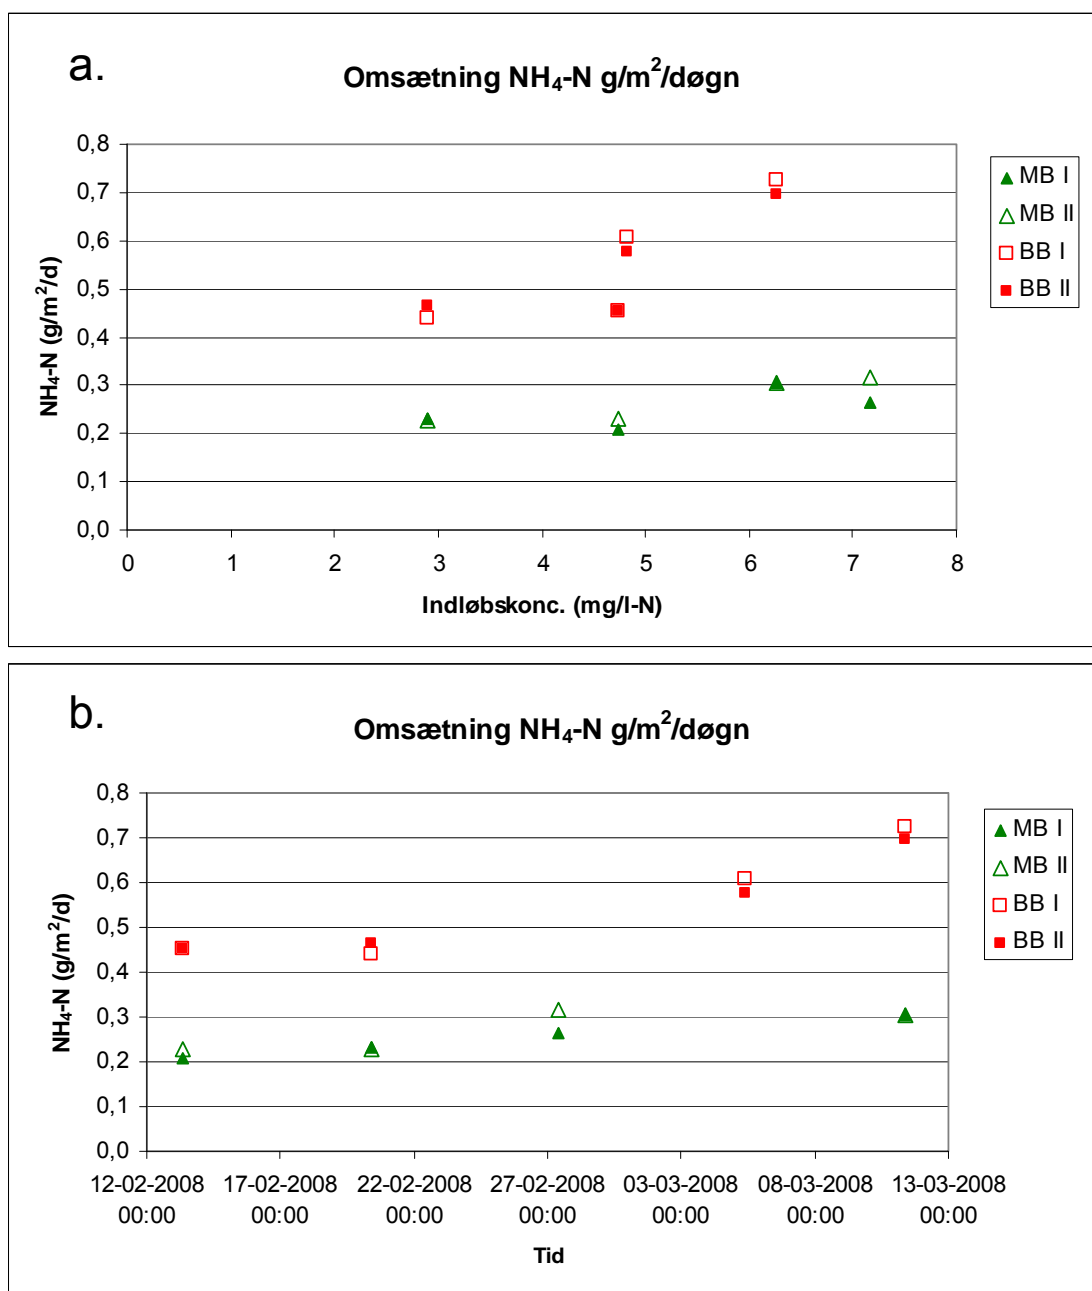 a.
Omsætning NH₄-N g/m²/døgn
0,8
0,7
0,6
0,5
0,4
0,3
0,2
0,1
0,0
NH₄-N (g/m²/d)
0 1 2 3 4 5 6 7 8
Indløbskonc. (mg/l-N)
MB I
MB II
BB I
BB II
b.
Omsætning NH₄-N g/m²/døgn
0,8
0,7
0,6
0,5
0,4
0,3
0,2
0,1
0,0
NH₄-N (g/m²/d)
12-02-2008 17-02-2008 22-02-2008 27-02-2008 03-03-2008 08-03-2008 13-03-2008
00:00 00:00 00:00 00:00 00:00 00:00 00:00
Tid
MB I
MB II
BB I
BB II